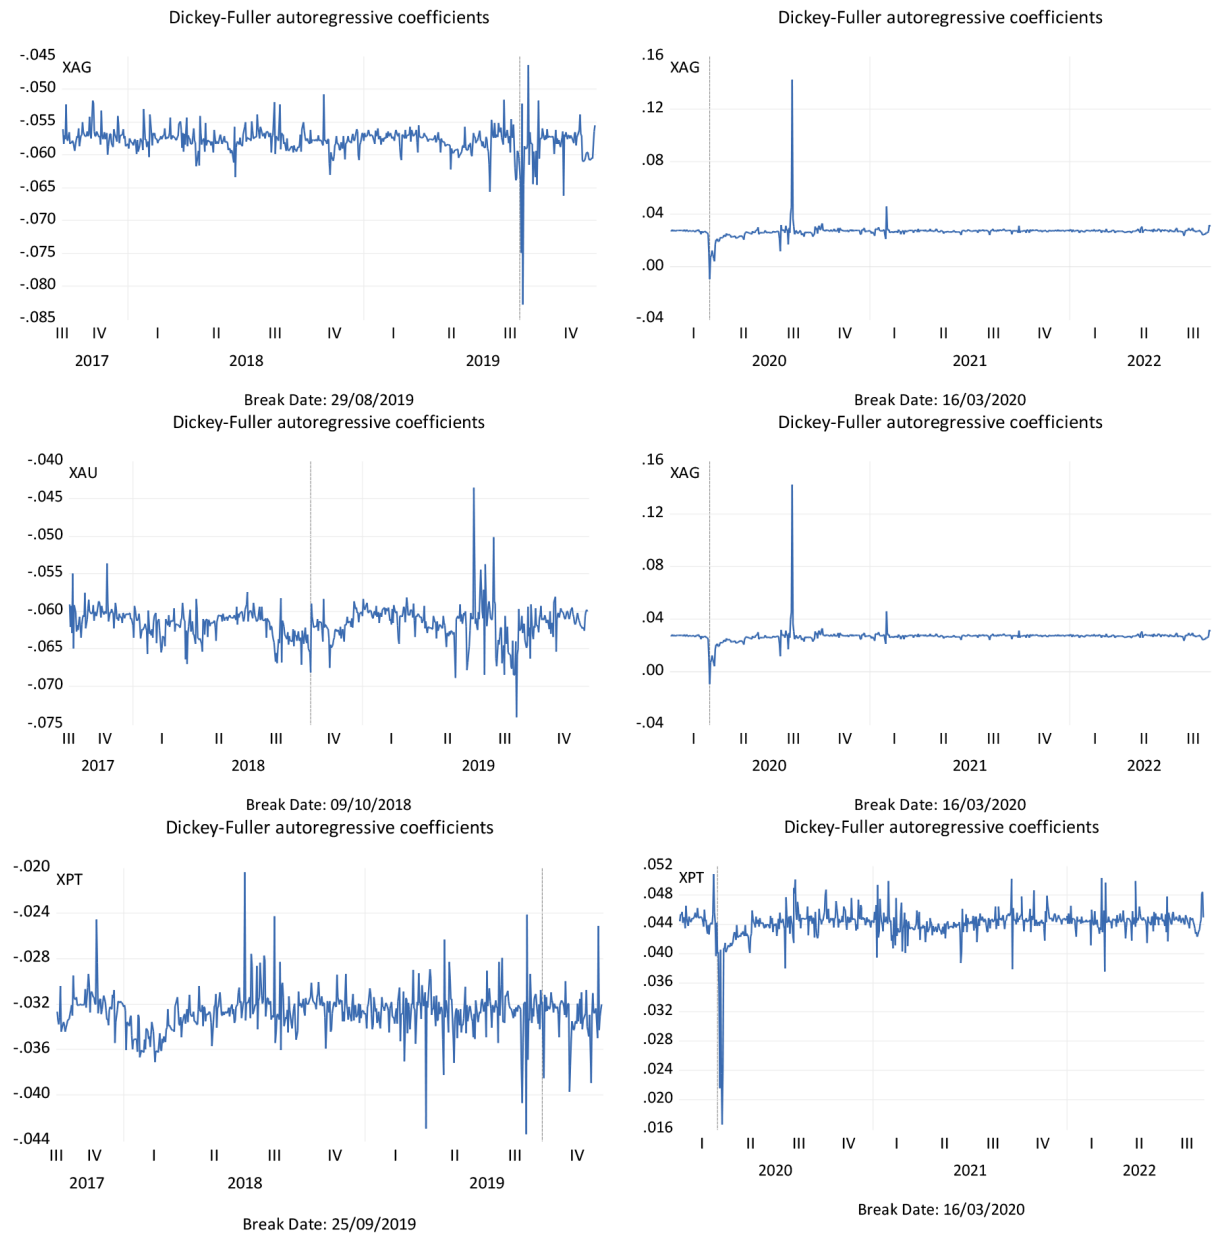 Dickey-Fuller autoregressive coefficients
XAG
-.045
-.050
-.055
-.060
-.065
-.070
-.075
-.080
-.085
III IV I II III IV I II III IV
2017 2018 2019
Break Date: 29/08/2019
Dickey-Fuller autoregressive coefficients
XAG
.16
.12
.08
.04
.00
-.04
I II III IV I II III IV I II III
2020 2021 2022
Break Date: 16/03/2020
Dickey-Fuller autoregressive coefficients
XAU
-.040
-.045
-.050
-.055
-.060
-.065
-.070
-.075
III IV I II III IV I II III IV
2017 2018 2019
Break Date: 09/10/2018
Dickey-Fuller autoregressive coefficients
XAG
.16
.12
.08
.04
.00
-.04
I II III IV I II III IV I II III
2020 2021 2022
Break Date: 16/03/2020
Dickey-Fuller autoregressive coefficients
XPT
-.020
-.024
-.028
-.032
-.036
-.040
-.044
III IV I II III IV I II III IV
2017 2018 2019
Break Date: 25/09/2019
Dickey-Fuller autoregressive coefficients
XPT
.052
.048
.044
.040
.036
.032
.028
.024
.020
.016
I II III IV I II III IV I II III
2020 2021 2022
Break Date: 16/03/2020